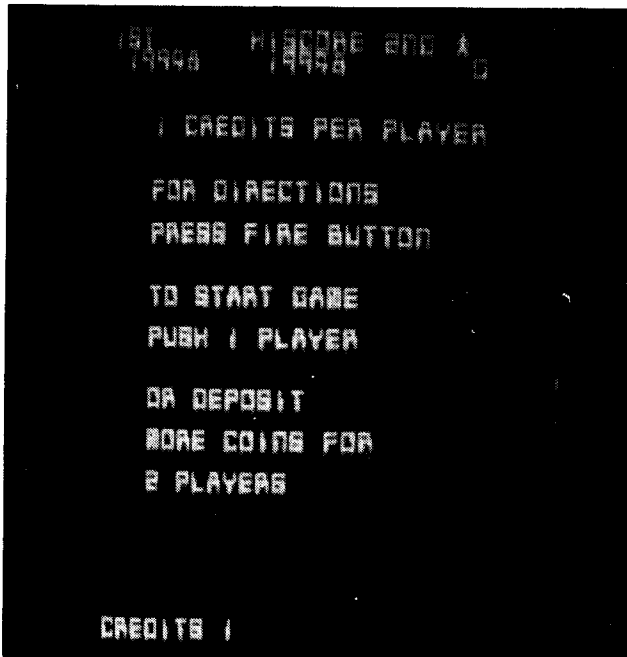 1ST HISCORE 2ND
19998 19998 0
1 CREDITS PER PLAYER
FOR DIRECTIONS
PRESS FIRE BUTTON
TO START GAME
PUSH 1 PLAYER
OR DEPOSIT
MORE COINS FOR
2 PLAYERS
CREDITS 1